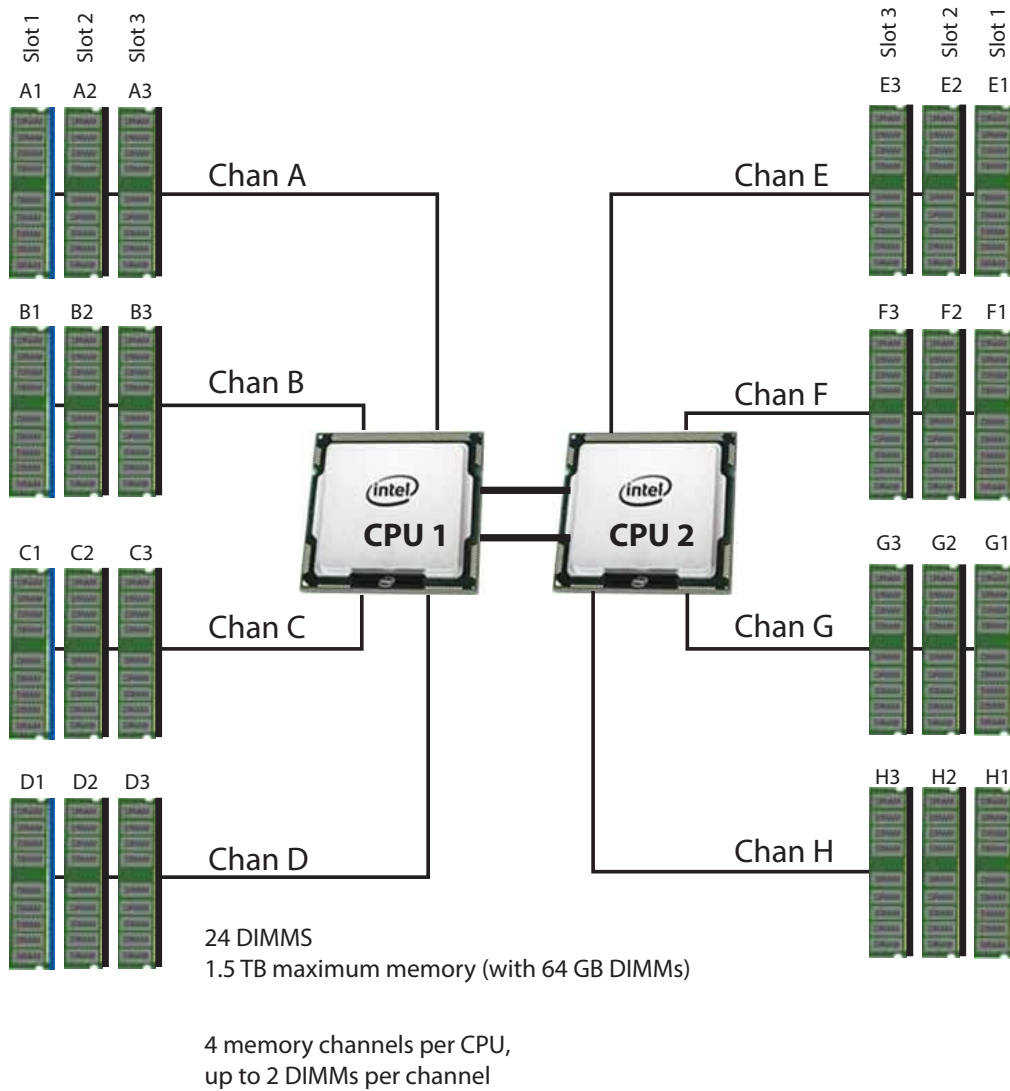 Slot 1 Slot 2 Slot 3
Slot 3 Slot 2 Slot 1
A1 A2 A3
E3 E2 E1
Chan A
Chan E
B1 B2 B3
F3 F2 F1
Chan B
Chan F
intel
CPU 1
intel
CPU 2
C1 C2 C3
G3 G2 G1
Chan C
Chan G
D1 D2 D3
H3 H2 H1
Chan D
Chan H
24 DIMMS
1.5 TB maximum memory (with 64 GB DIMMs)
4 memory channels per CPU,
up to 2 DIMMs per channel